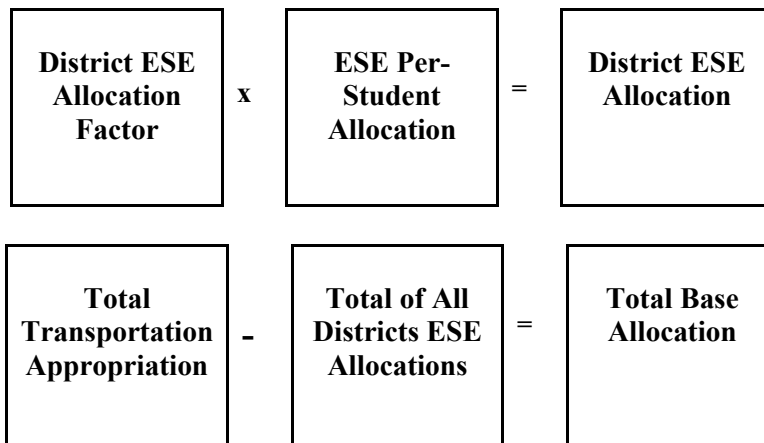 District ESE
Allocation
Factor
x
ESE Per-
Student
Allocation
=
District ESE
Allocation
Total
Transportation
Appropriation
-
Total of All
Districts ESE
Allocations
=
Total Base
Allocation